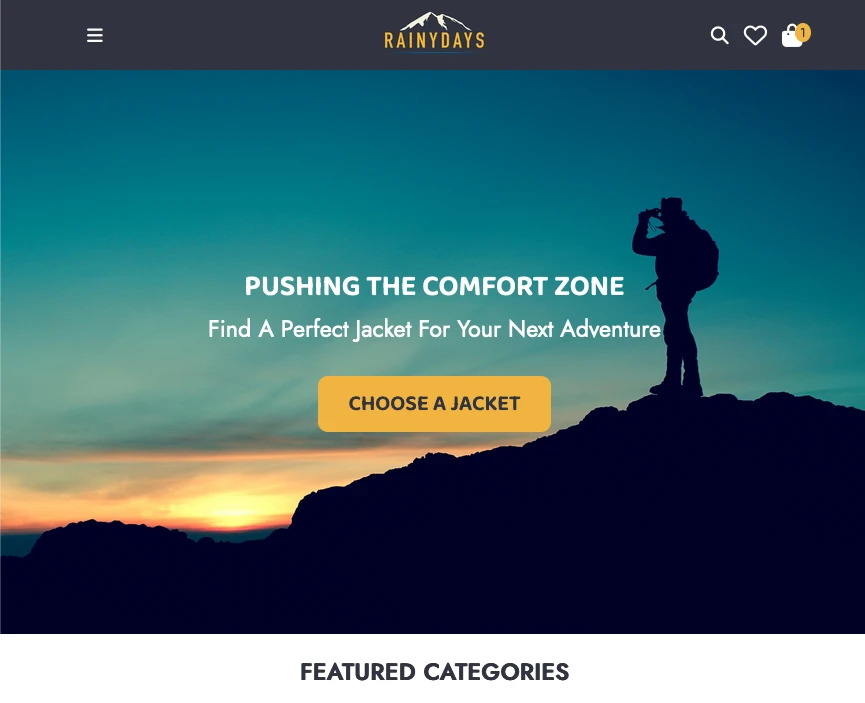 RAINYDAYS
1
PUSHING THE COMFORT ZONE
Find A Perfect Jacket For Your Next Adventure
CHOOSE A JACKET
FEATURED CATEGORIES